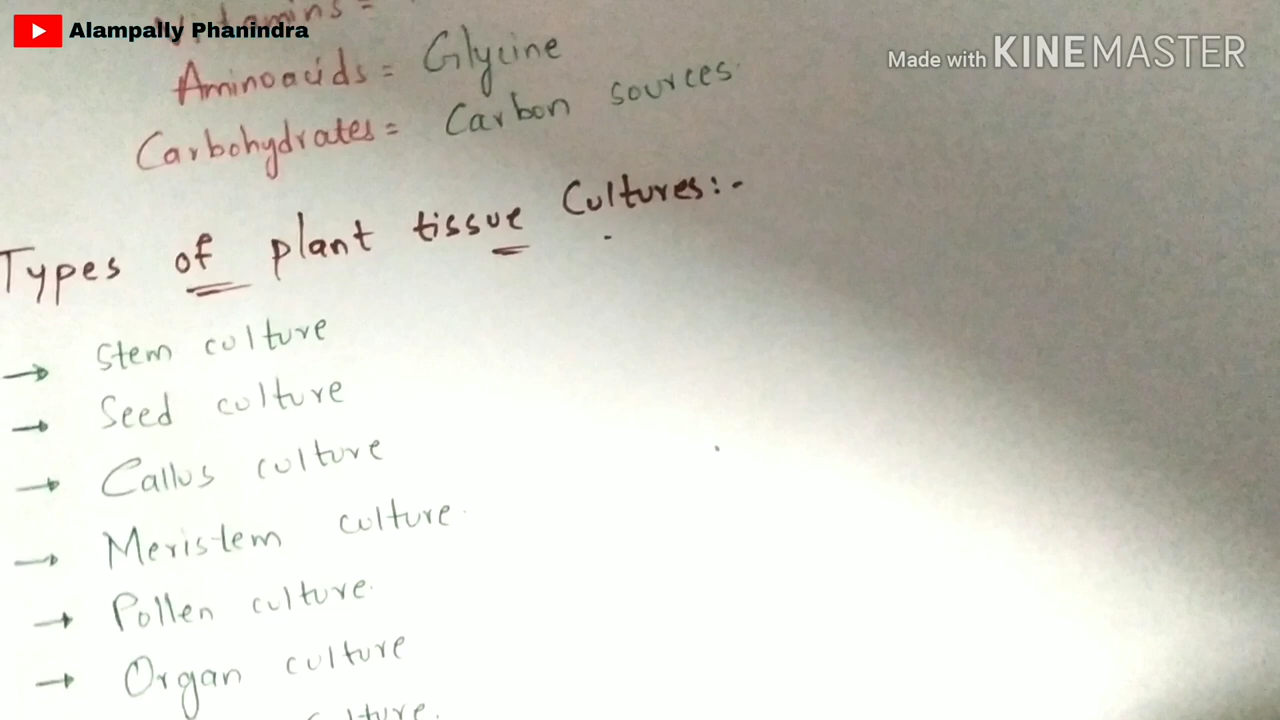 Alampally Phanindra
Made with KINEMASTER
Aminoacids = Glycine
Carbohydrates = Carbon sources.
Types of plant tissue Cultures:-
→ Stem culture
→ Seed culture
→ Callus culture
→ Meristem culture.
→ Pollen culture.
→ Organ culture
culture.